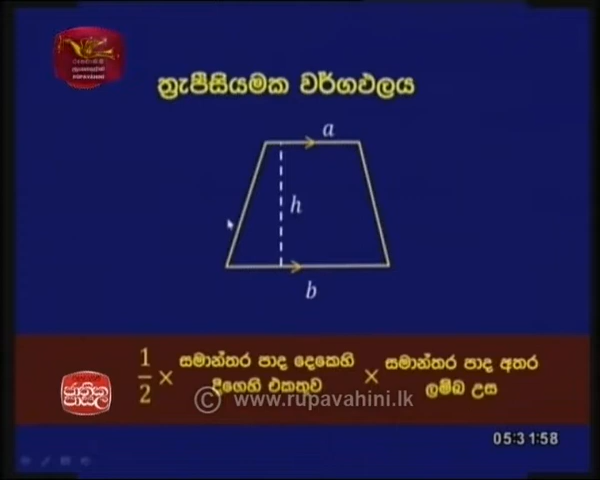 ත්‍රැපීසියමක වර්ගඵලය
a
h
b
1/2 × සමාන්තර පාද දෙකෙහි දිගෙහි එකතුව × සමාන්තර පාද අතර ලම්බ උස
ජාතික පාසල
© www.rupavahini.lk
05:31:58